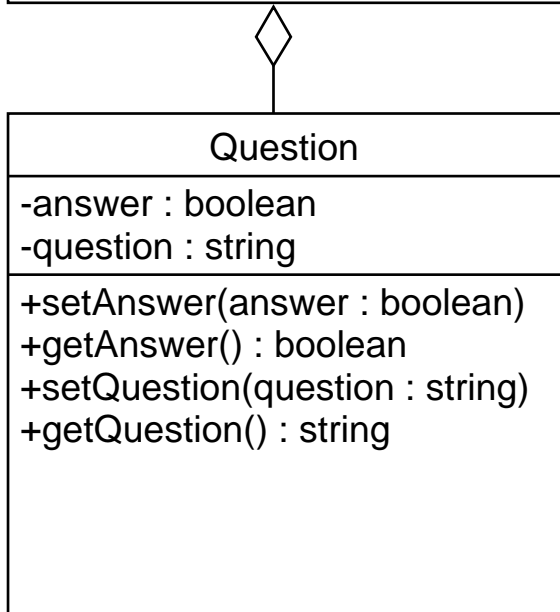 Question
-answer : boolean
-question : string
+setAnswer(answer : boolean)
+getAnswer() : boolean
+setQuestion(question : string)
+getQuestion() : string